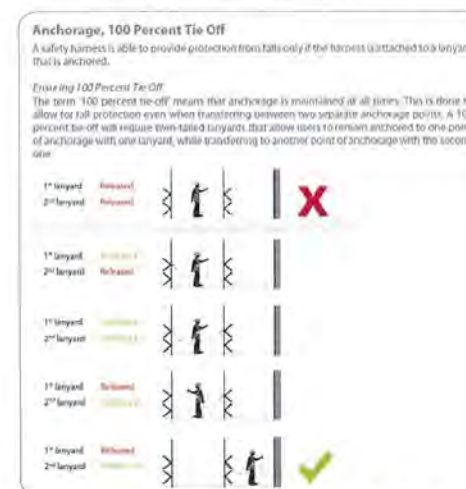 Anchorage, 100 Percent Tie Off
A safety harness is able to provide protection from falls only if the harness is attached to a lanyar
that is anchored.
Ensuring 100 Percent Tie Off
The term "100 percent tie-off" means that anchorage is maintained at all times. This is done t
allow for fall protection even when transferring between two separate anchorage points. A 10
percent tie-off will require twin-tailed lanyards that allow users to remain anchored to one poin
of anchorage with one lanyard, while transferring to another point of anchorage with the secon
one.
1st lanyard Released
2nd lanyard Released
1st lanyard
2nd lanyard Released
1st lanyard
2nd lanyard
1st lanyard Released
2nd lanyard
1st lanyard Released
2nd lanyard